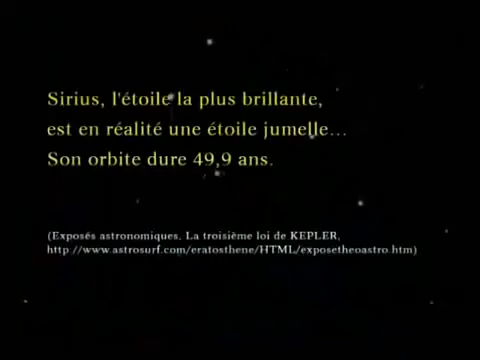 Sirius, l'étoile la plus brillante,
est en réalité une étoile jumelle...
Son orbite dure 49,9 ans.
(Exposés astronomiques, La troisième loi de KEPLER,
http://www.astrosurf.com/eratosthene/HTML/exposetheoastro.htm)